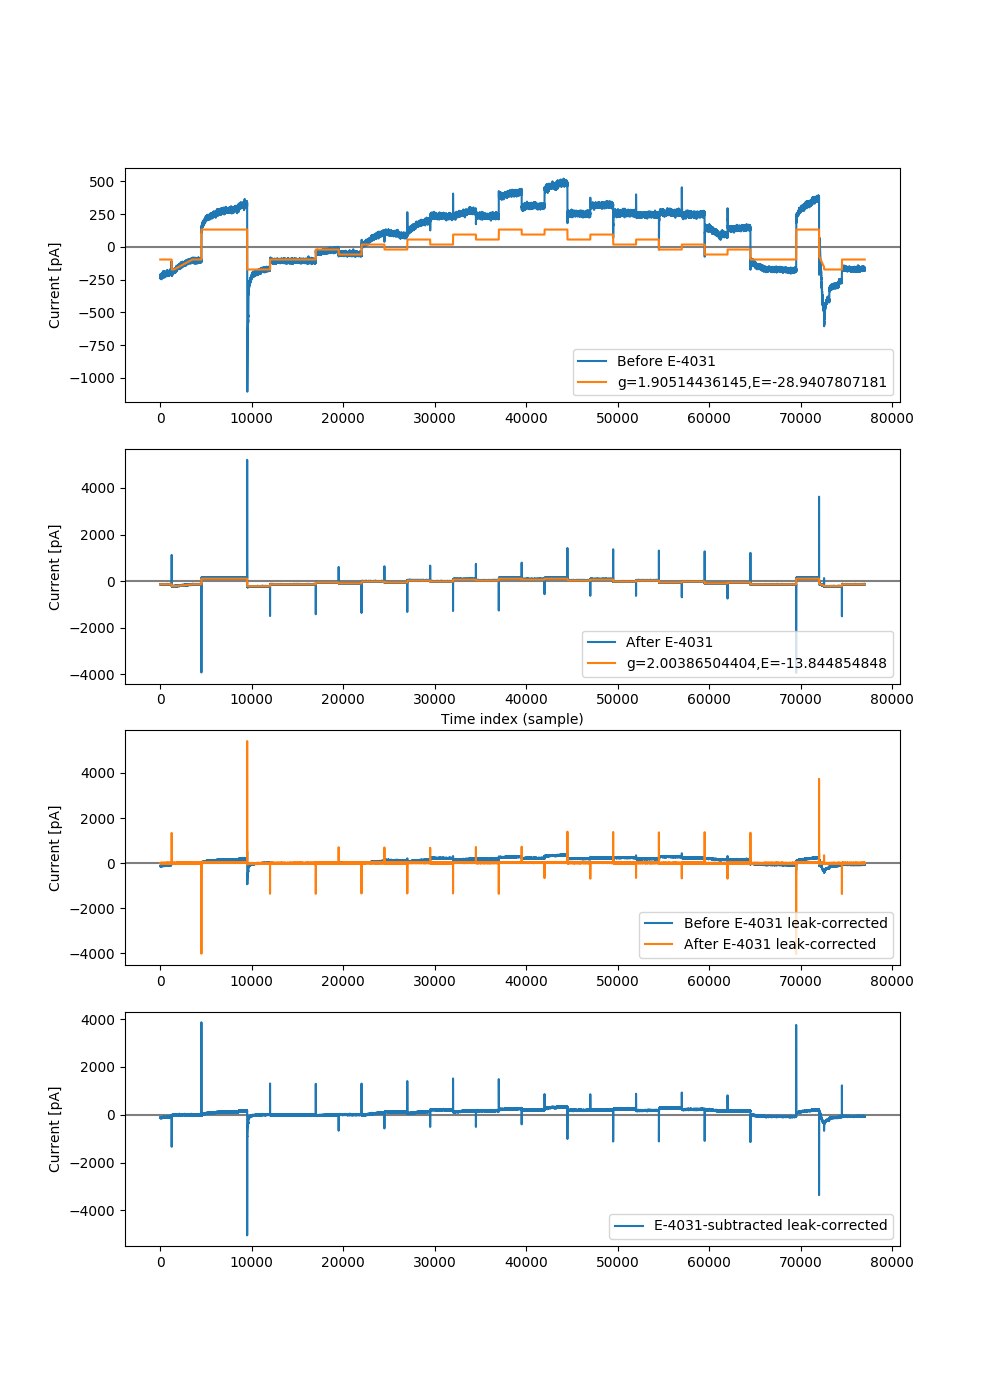 500
250
0
−250
−500
−750
−1000
Current [pA]
Before E-4031
g=1.90514436145,E=-28.9407807181
0 10000 20000 30000 40000 50000 60000 70000 80000
4000
2000
0
−2000
−4000
Current [pA]
After E-4031
g=2.00386504404,E=-13.844854848
0 10000 20000 30000 40000 50000 60000 70000 80000
Time index (sample)
4000
2000
0
−2000
−4000
Current [pA]
Before E-4031 leak-corrected
After E-4031 leak-corrected
0 10000 20000 30000 40000 50000 60000 70000 80000
4000
2000
0
−2000
−4000
Current [pA]
E-4031-subtracted leak-corrected
0 10000 20000 30000 40000 50000 60000 70000 80000